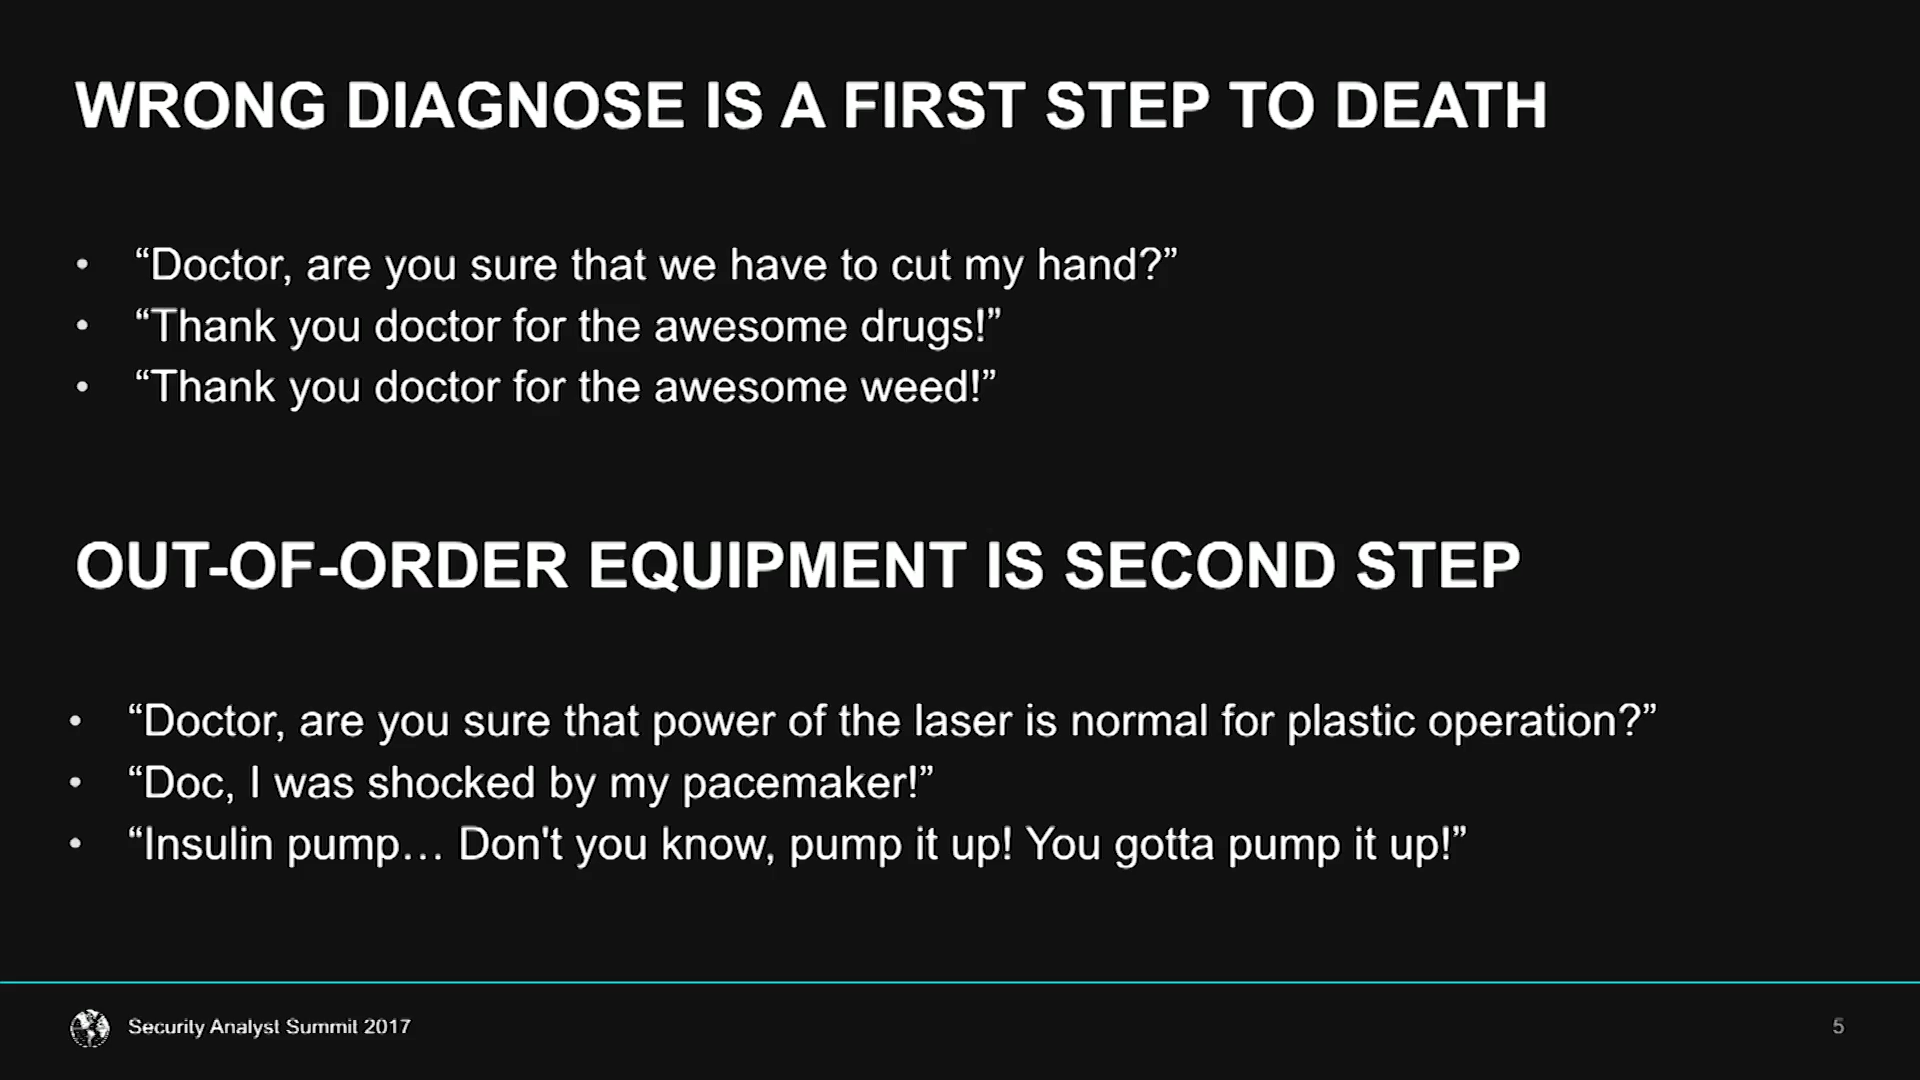 WRONG DIAGNOSE IS A FIRST STEP TO DEATH
• “Doctor, are you sure that we have to cut my hand?”
• “Thank you doctor for the awesome drugs!”
• “Thank you doctor for the awesome weed!”
OUT-OF-ORDER EQUIPMENT IS SECOND STEP
• “Doctor, are you sure that power of the laser is normal for plastic operation?”
• “Doc, I was shocked by my pacemaker!”
• “Insulin pump… Don't you know, pump it up! You gotta pump it up!”
Security Analyst Summit 2017
5